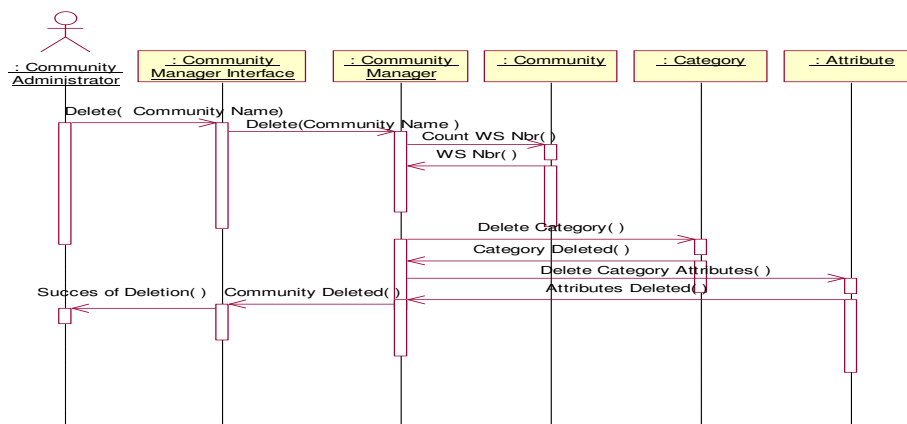 : Community
Administrator
: Community
Manager Interface
: Community
Manager
: Community
: Category
: Attribute
Delete( Community Name)
Delete(Community Name )
Count WS Nbr( )
WS Nbr( )
Delete Category( )
Category Deleted( )
Delete Category Attributes( )
Attributes Deleted( )
Community Deleted( )
Succes of Deletion( )